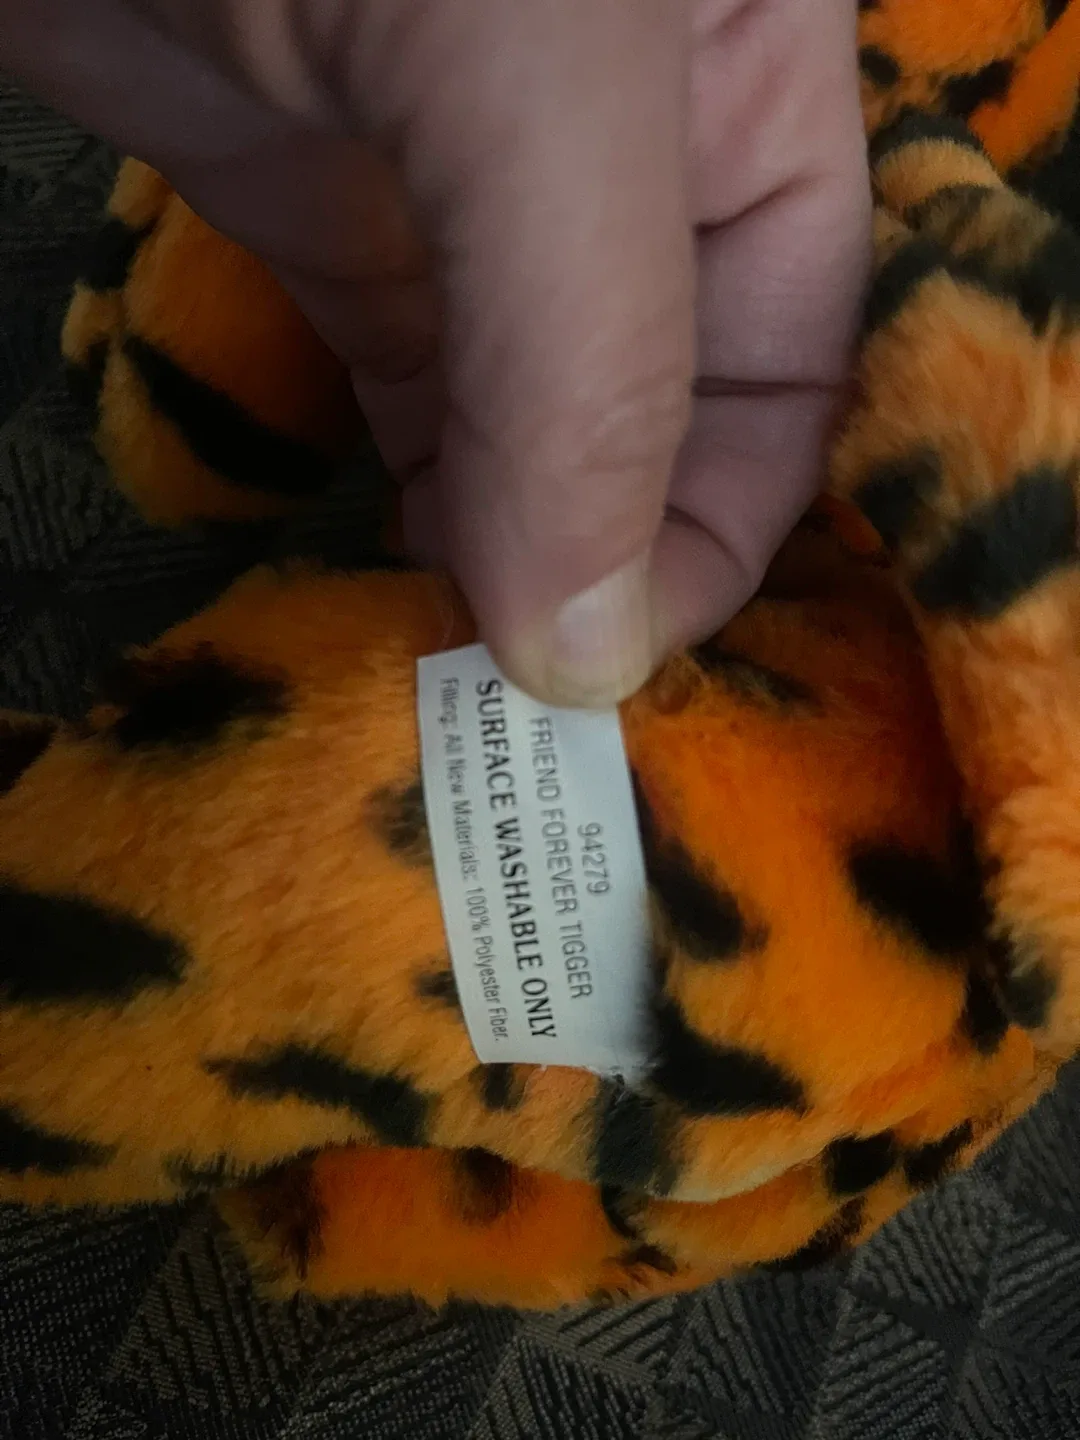 94279
FRIEND FOREVER TIGGER
SURFACE WASHABLE ONLY
Filling: All New Materials: 100% Polyester Fiber.